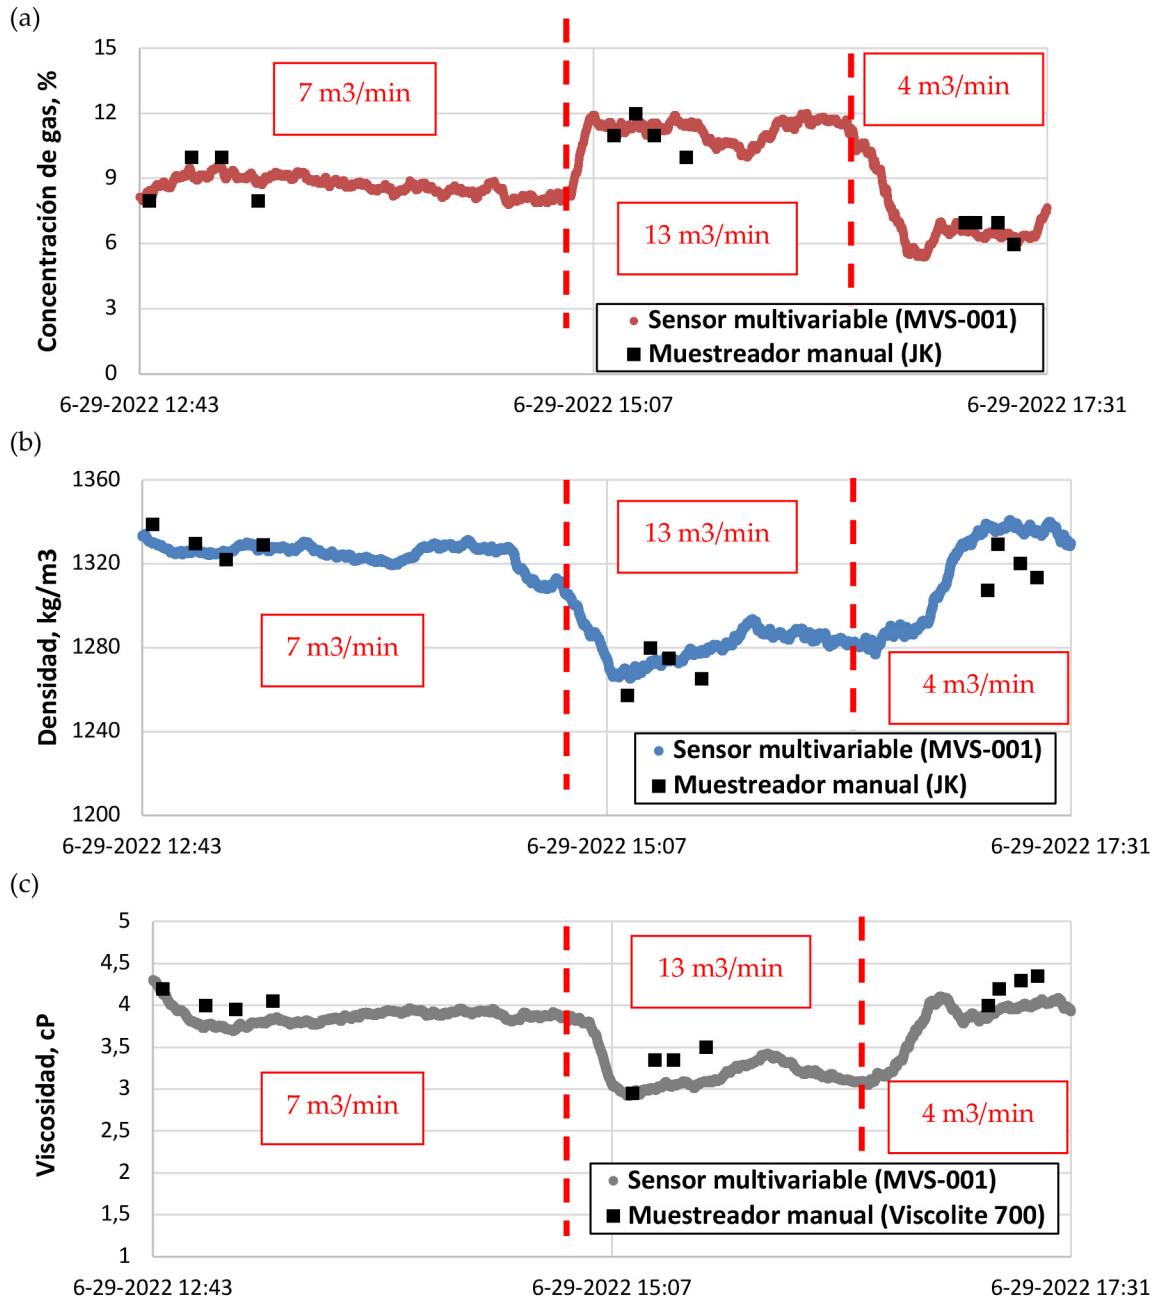 (a)
15
12
9
6
3
0
Concentración de gas, %
7 m3/min
4 m3/min
13 m3/min
Sensor multivariable (MVS-001)
Muestreador manual (JK)
6-29-2022 12:43
6-29-2022 15:07
6-29-2022 17:31
(b)
1360
1320
1280
1240
1200
Densidad, kg/m3
13 m3/min
7 m3/min
4 m3/min
Sensor multivariable (MVS-001)
Muestreador manual (JK)
6-29-2022 12:43
6-29-2022 15:07
6-29-2022 17:31
(c)
5
4,5
4
3,5
3
2,5
2
1,5
1
Viscosidad, cP
13 m3/min
7 m3/min
4 m3/min
Sensor multivariable (MVS-001)
Muestreador manual (Viscolite 700)
6-29-2022 12:43
6-29-2022 15:07
6-29-2022 17:31